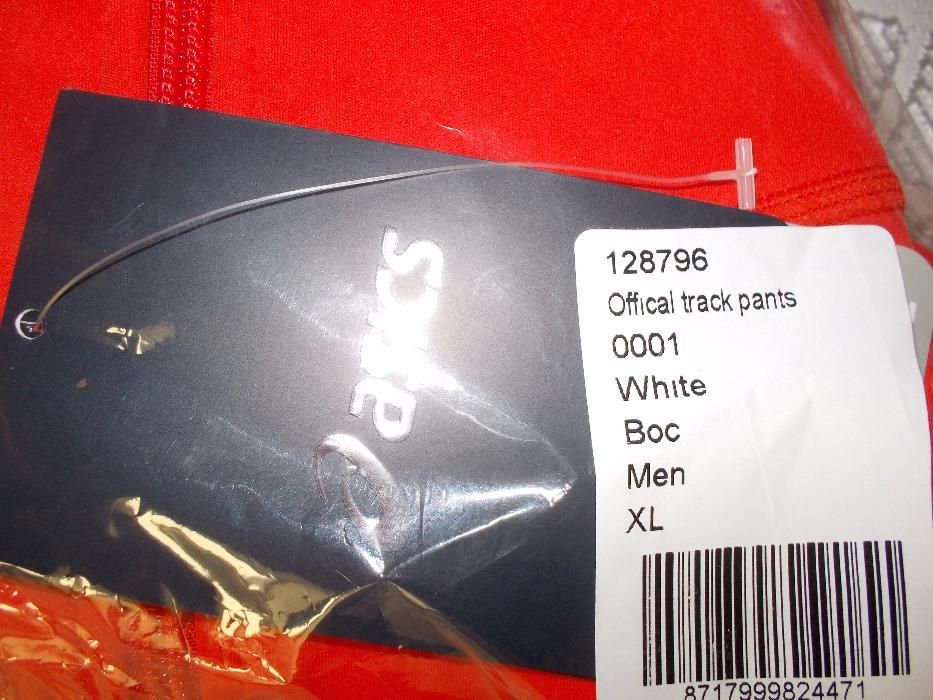 asics
128796
Offical track pants
0001
White
Boc
Men
XL
8717999824471